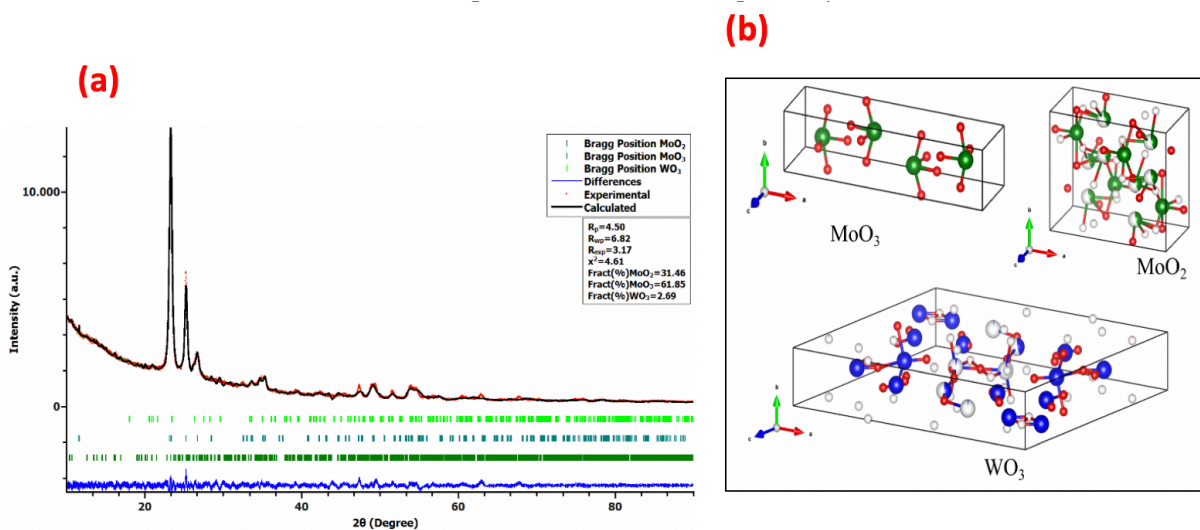 (a)
Bragg Position MoO₂
Bragg Position MoO₃
Bragg Position WO₃
Differences
Experimental
Calculated
Rₚ=4.50
R_wp=6.82
R_exp=3.17
x²=4.61
Fract(%)MoO₂=31.46
Fract(%)MoO₃=61.85
Fract(%)WO₃=2.69
10.000
0
Intensity (a.u.)
20 40 60 80
2θ (Degree)
(b)
b
a
c
MoO₃
b
a
c
MoO₂
b
a
c
WO₃